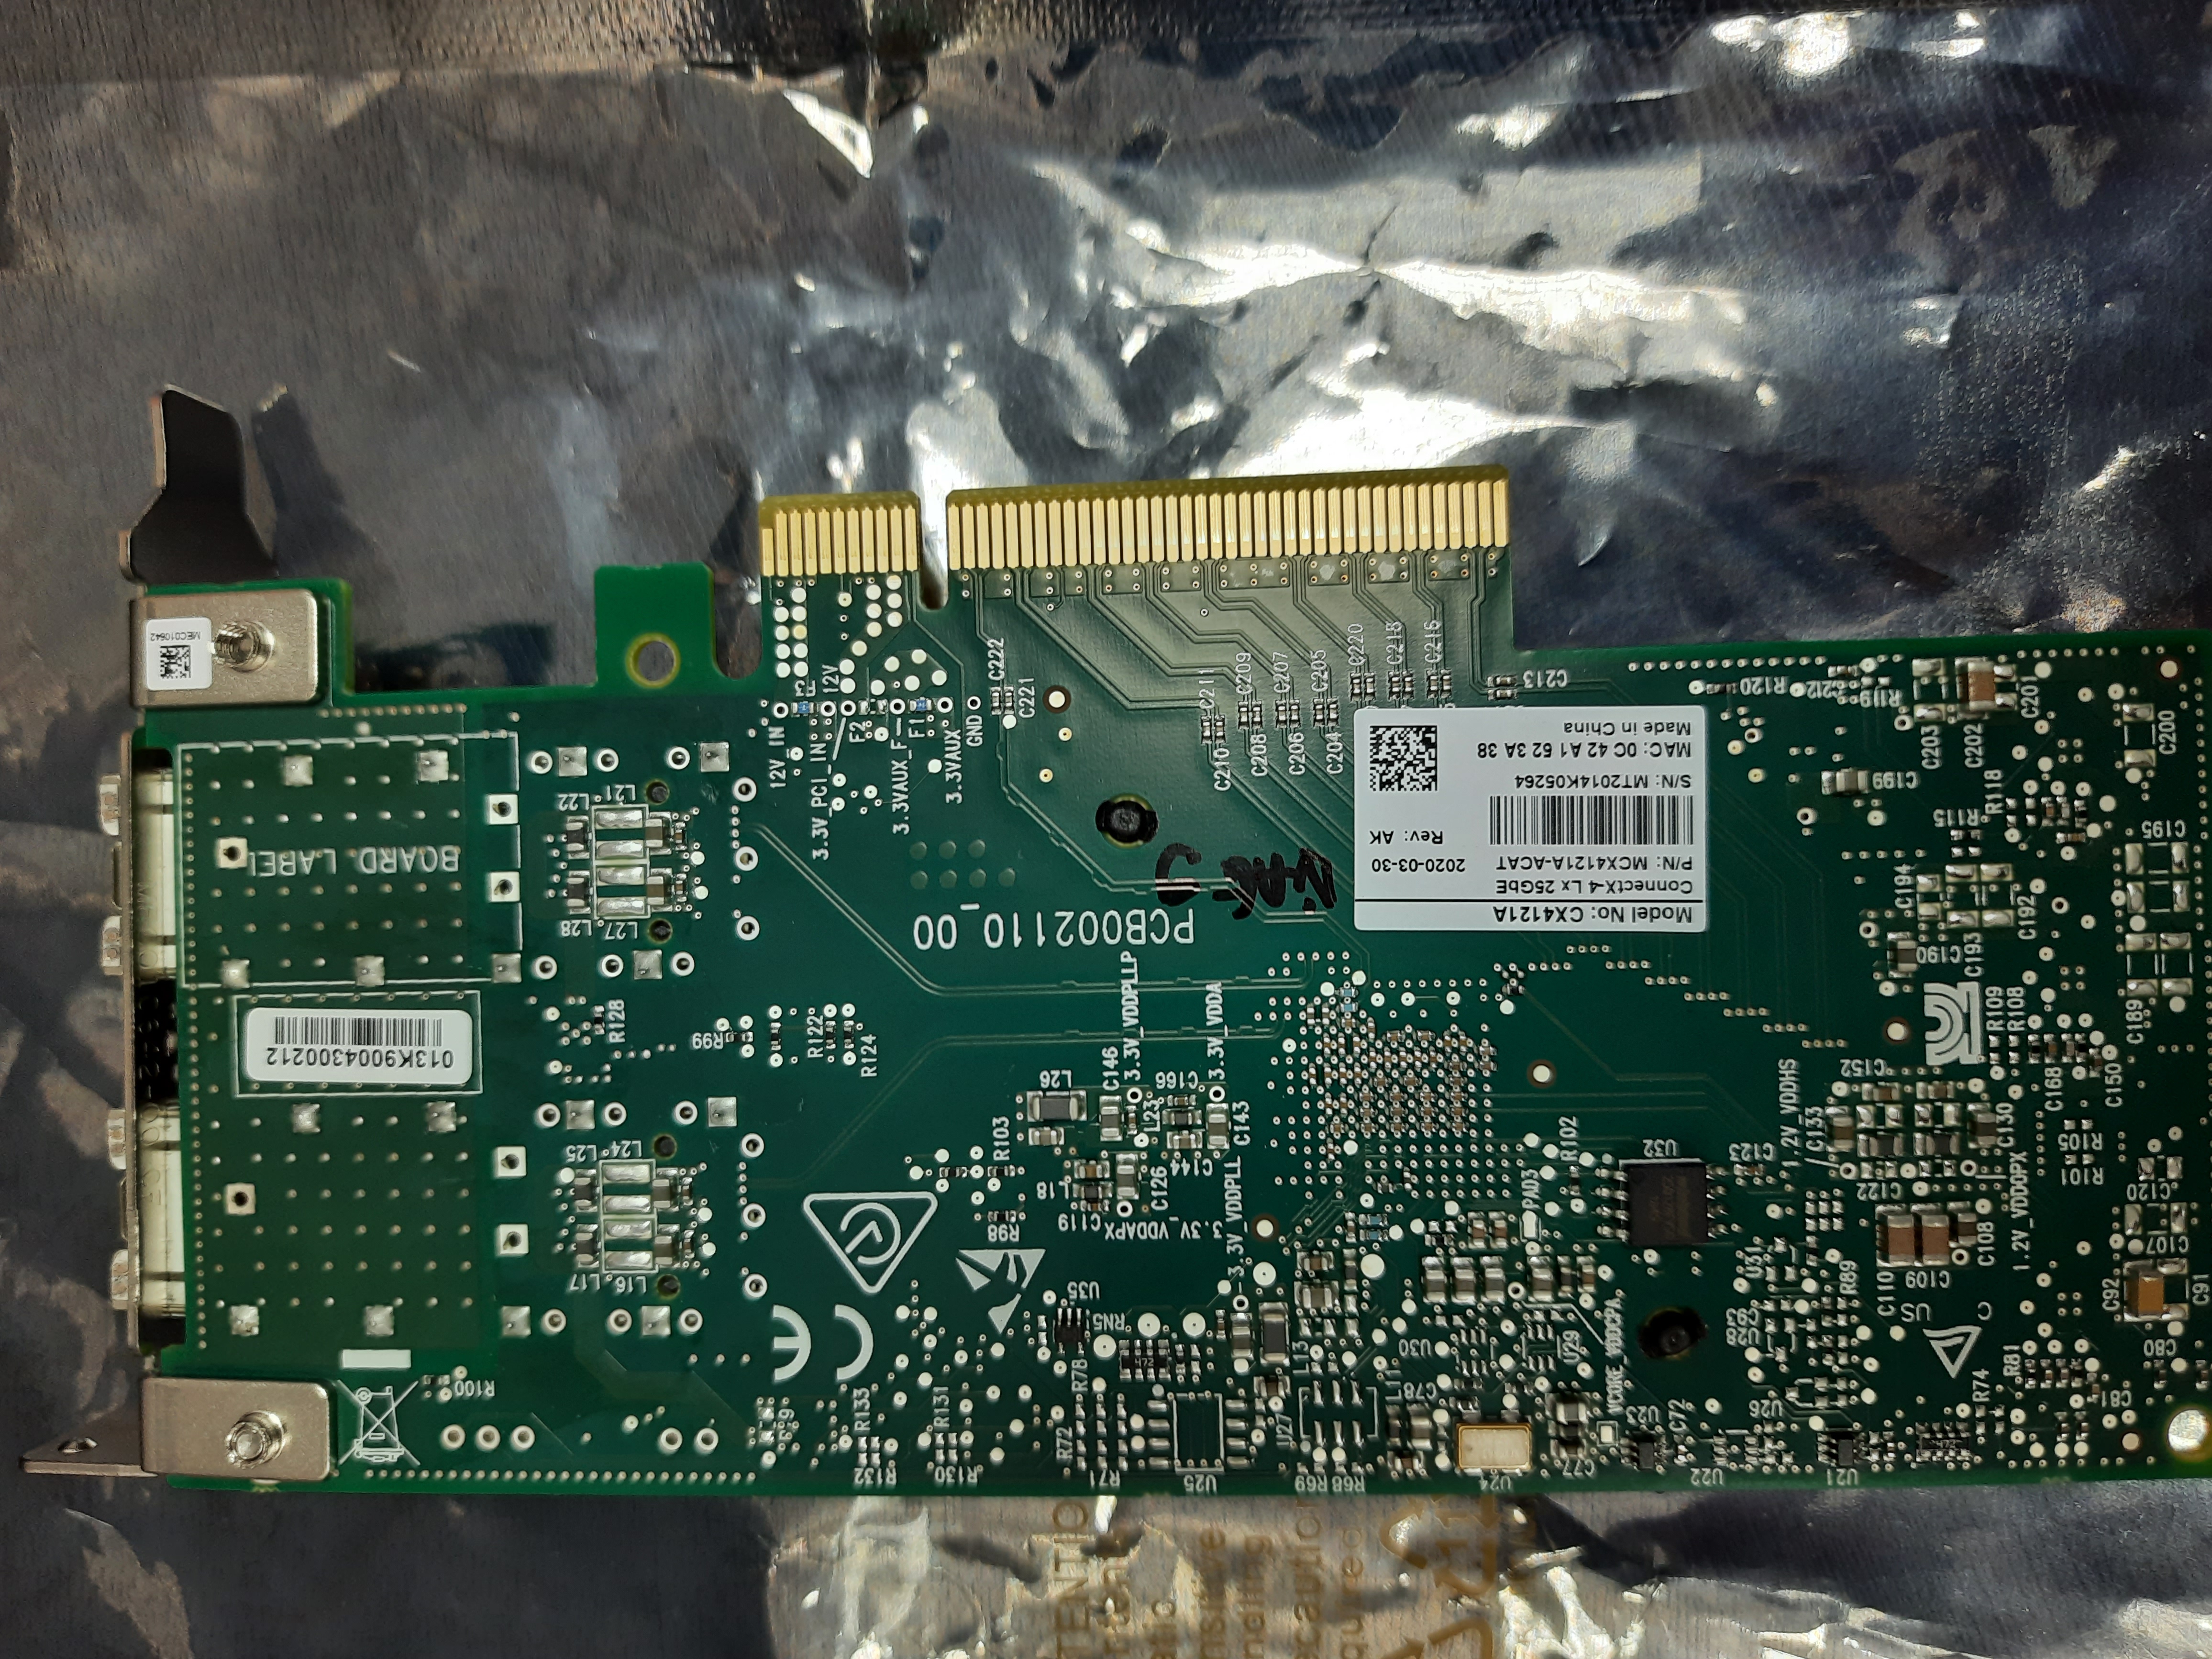 MEC010642
013K9004300212
BOARD LABEL
R100
L17
L25
L16
L24
R128
L28
L22
L27
L21
R99
12V_IN
F3
3.3V_PCI_IN
12V
R122
F2
R124
R132
R133
3.3VAUX_F
F1
R130
R131
3.3VAUX
GND
PCB002110_00
R98
R103
C222
C221
R72
R71
R78
RN5
U35
C119
L18
L26
C146
3.3V_VDDPLLP
3.3V_VDDAPX
C126
L23
C144
C166
U25
3.3V_VDDA
3.3V_VDDPLL
C143
C211
C210
C209
C208
C207
C206
C205
C204
C220
C218
C216
C213
U27
L13
R69
R68
C78
U30
U24
PAD3
C77
U29
R102
VCORE_VDDCPA
U23
C72
U32
Model No: CX4121A
ConnectX-4 Lx 25GbE
2020-03-30
P/N: MCX4121A-ACAT
Rev: AK
S/N: MT2014K05264
MAC: 0C 42 A1 52 3A 38
Made in China
U22
U26
U28
C93
U31
C123
1.2V_VDDHS
C133
R120
U21
R89
C122
C152
C212
R119
C110
C109
US
C
C108
C130
1.2V_VDDOPX
C190
C194
C193
C192
C199
R115
R118
C203
C202
C201
R74
R81
R109
R108
C168
R101
R105
C150
C81
C80
C92
C91
C107
C120
C189
C195
C200